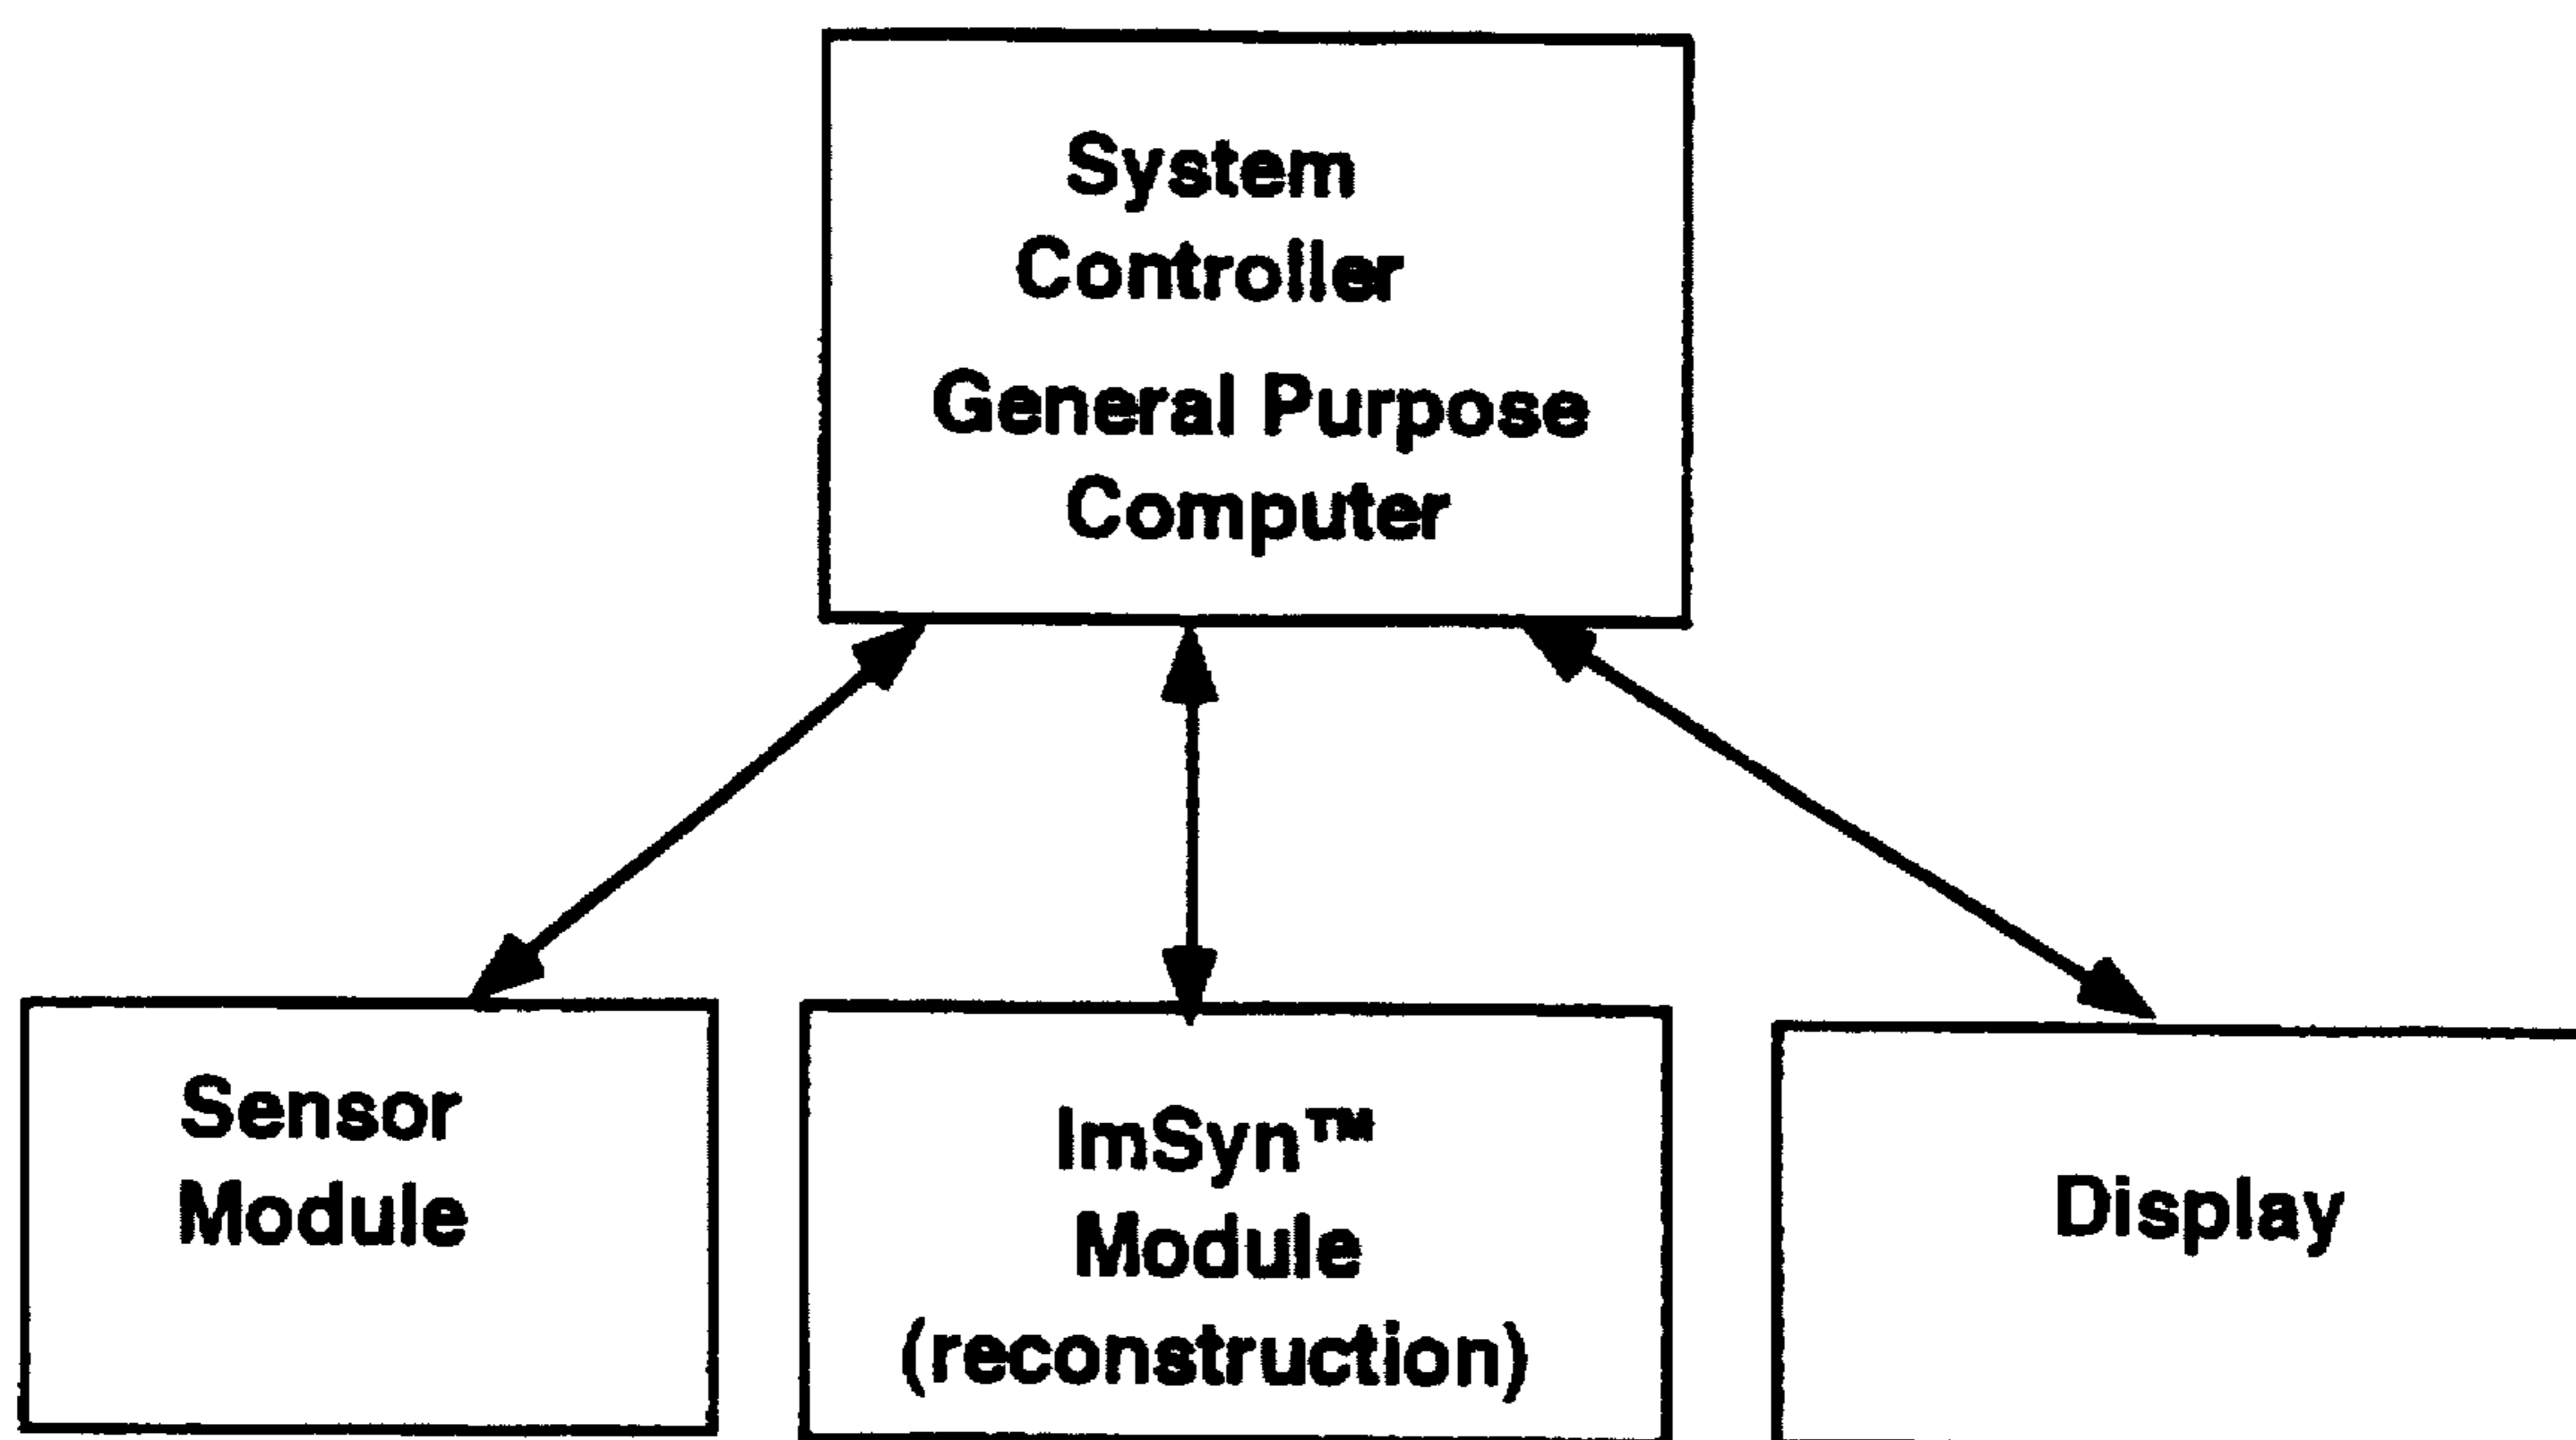 System
Controller
General Purpose
Computer
Sensor
Module
ImSyn™
Module
(reconstruction)
Display